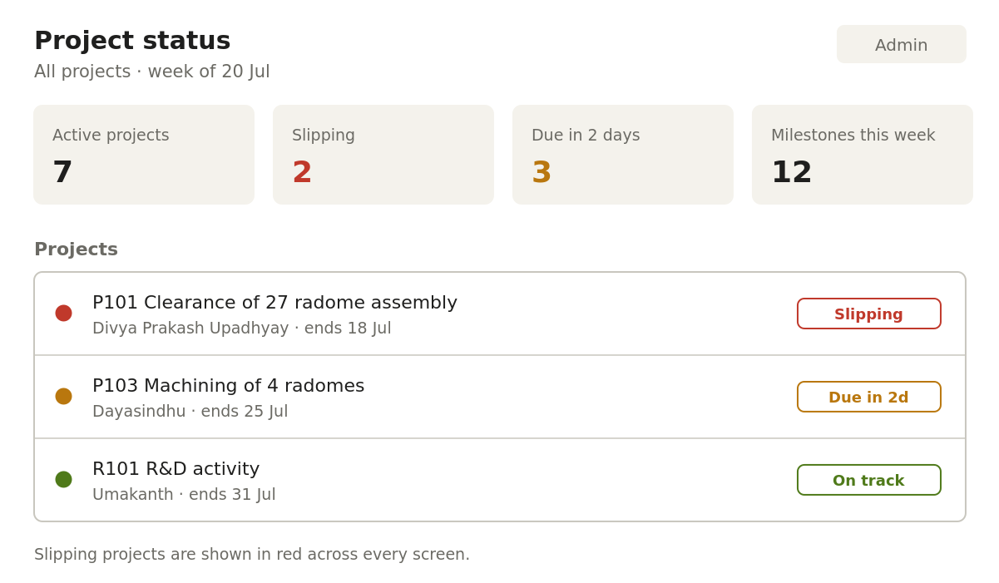 Project status
Admin
All projects · week of 20 Jul
Active projects
7
Slipping
2
Due in 2 days
3
Milestones this week
12
Projects
P101 Clearance of 27 radome assembly
Divya Prakash Upadhyay · ends 18 Jul
Slipping
P103 Machining of 4 radomes
Dayasindhu · ends 25 Jul
Due in 2d
R101 R&D activity
Umakanth · ends 31 Jul
On track
Slipping projects are shown in red across every screen.